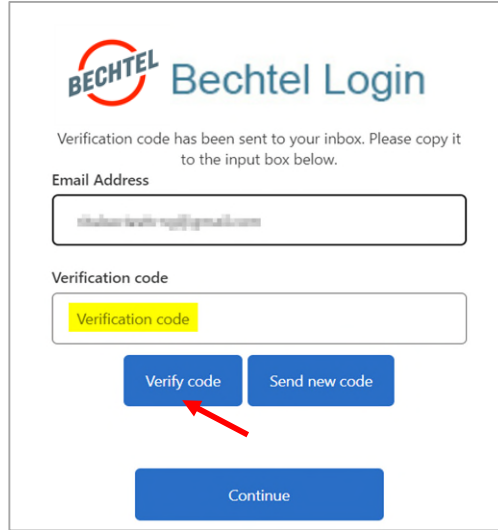 BECHTEL
Bechtel Login
Verification code has been sent to your inbox. Please copy it
to the input box below.
Email Address
Verification code
Verification code
Verify code
Send new code
Continue